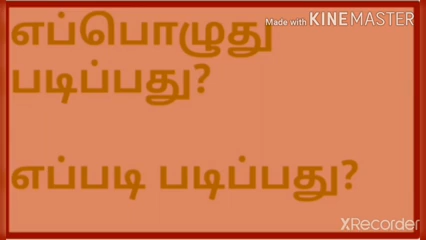 Made with KINEMASTER
எப்பொழுது
படிப்பது?
எப்படி படிப்பது?
XRecorder